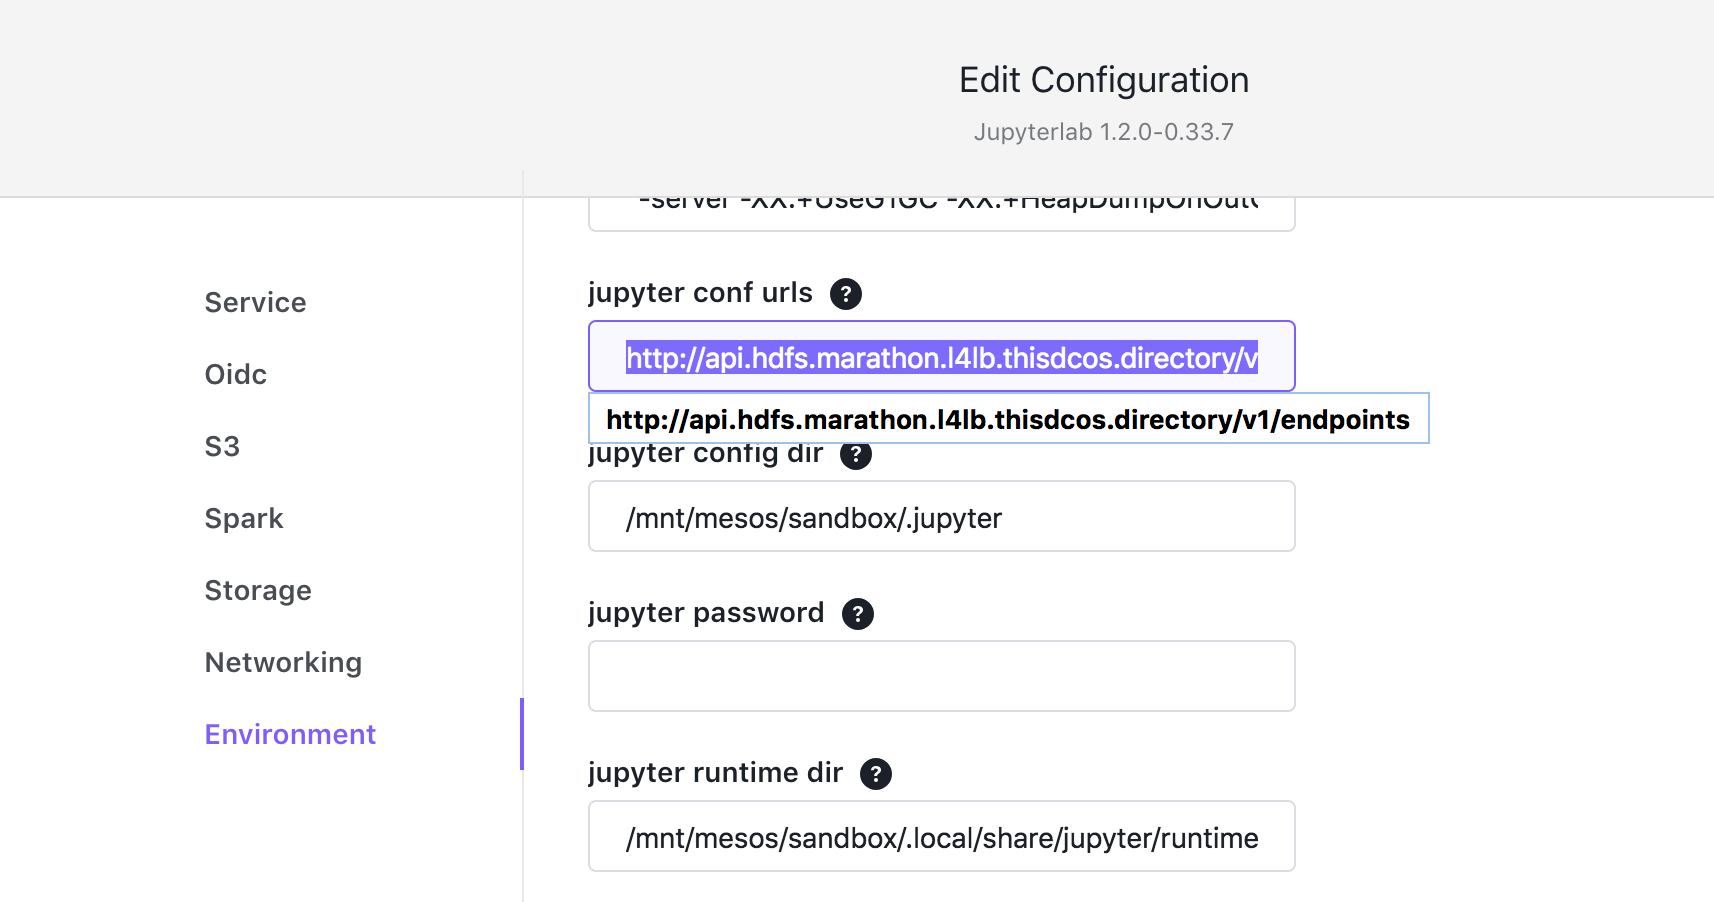 Edit Configuration
Jupyterlab 1.2.0-0.33.7
Service
Oidc
S3
Spark
Storage
Networking
Environment
-server -XX:+UseG1GC -XX:+HeapDumpOnOut
jupyter conf urls ?
http://api.hdfs.marathon.l4lb.thisdcos.directory/v
http://api.hdfs.marathon.l4lb.thisdcos.directory/v1/endpoints
jupyter config dir ?
/mnt/mesos/sandbox/.jupyter
jupyter password ?
jupyter runtime dir ?
/mnt/mesos/sandbox/.local/share/jupyter/runtime